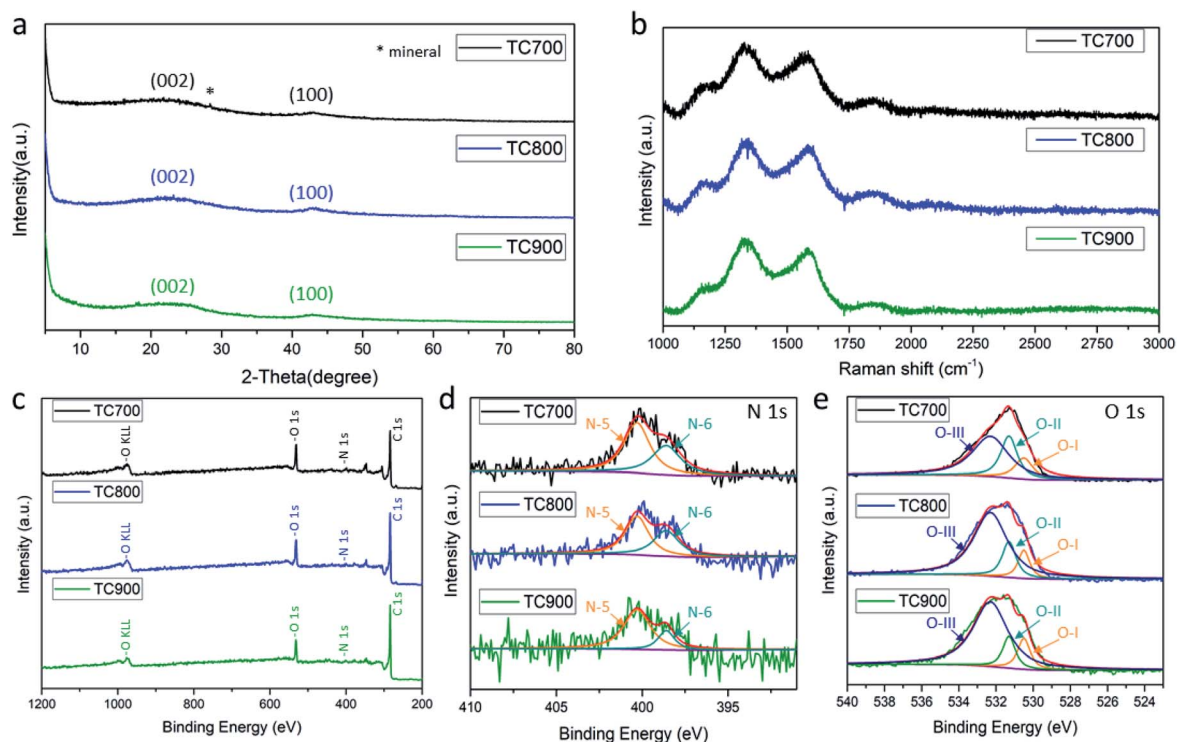 a
* mineral
TC700
(002)
*
(100)
TC800
(002)
(100)
TC900
(002)
(100)
Intensity(a.u.)
10 20 30 40 50 60 70 80
2-Theta(degree)
b
TC700
TC800
TC900
Intensity (a.u.)
1000 1250 1500 1750 2000 2250 2500 2750 3000
Raman shift (cm⁻¹)
c
TC700
-O KLL
-O 1s
-N 1s
C 1s
TC800
-O KLL
-O 1s
-N 1s
C 1s
TC900
-O KLL
-O 1s
-N 1s
C 1s
Intensity (a.u.)
1200 1000 800 600 400 200
Binding Energy (eV)
d
N 1s
TC700
N-5
N-6
TC800
N-5
N-6
TC900
N-5
N-6
Intensity (a.u.)
410 405 400 395
Binding Energy (eV)
e
O 1s
TC700
O-III
O-II
O-I
TC800
O-III
O-II
O-I
TC900
O-III
O-II
O-I
Intensity (a.u.)
540 538 536 534 532 530 528 526 524
Binding Energy (eV)